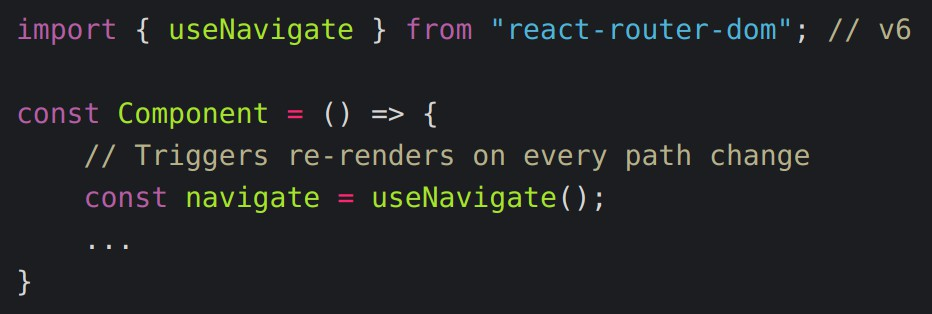 import { useNavigate } from "react-router-dom"; // v6
const Component = () => {
    // Triggers re-renders on every path change
    const navigate = useNavigate();
    ...
}